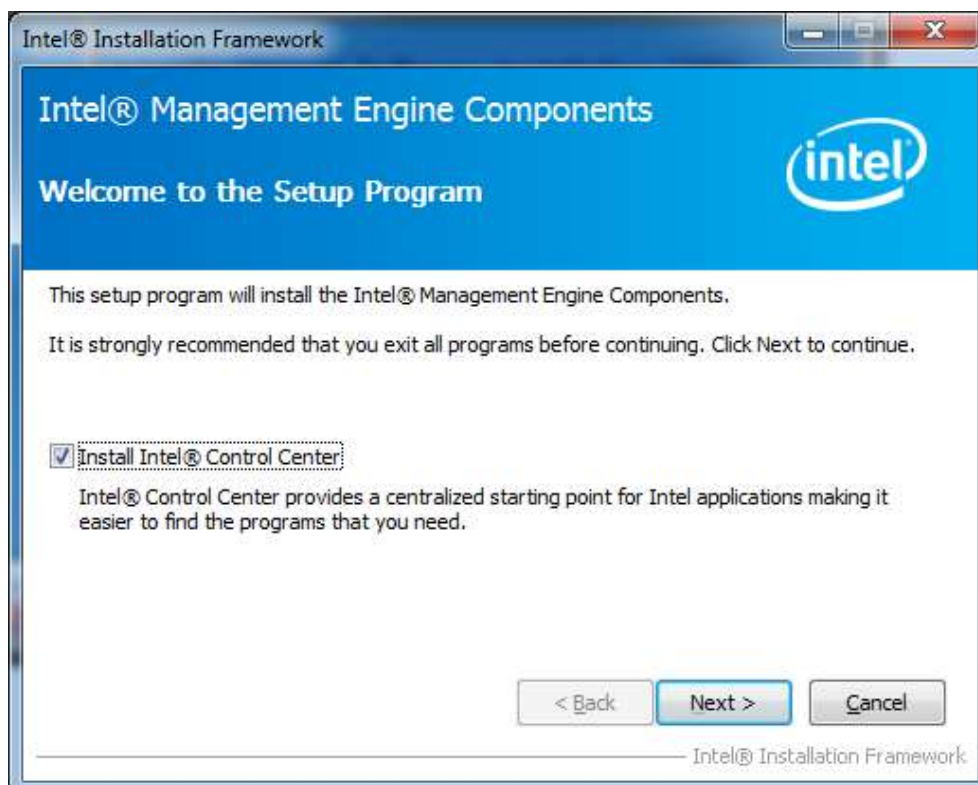 Intel® Installation Framework
Intel® Management Engine Components
intel
Welcome to the Setup Program
This setup program will install the Intel® Management Engine Components.
It is strongly recommended that you exit all programs before continuing. Click Next to continue.
Install Intel® Control Center
Intel® Control Center provides a centralized starting point for Intel applications making it
easier to find the programs that you need.
< Back Next > Cancel
Intel® Installation Framework